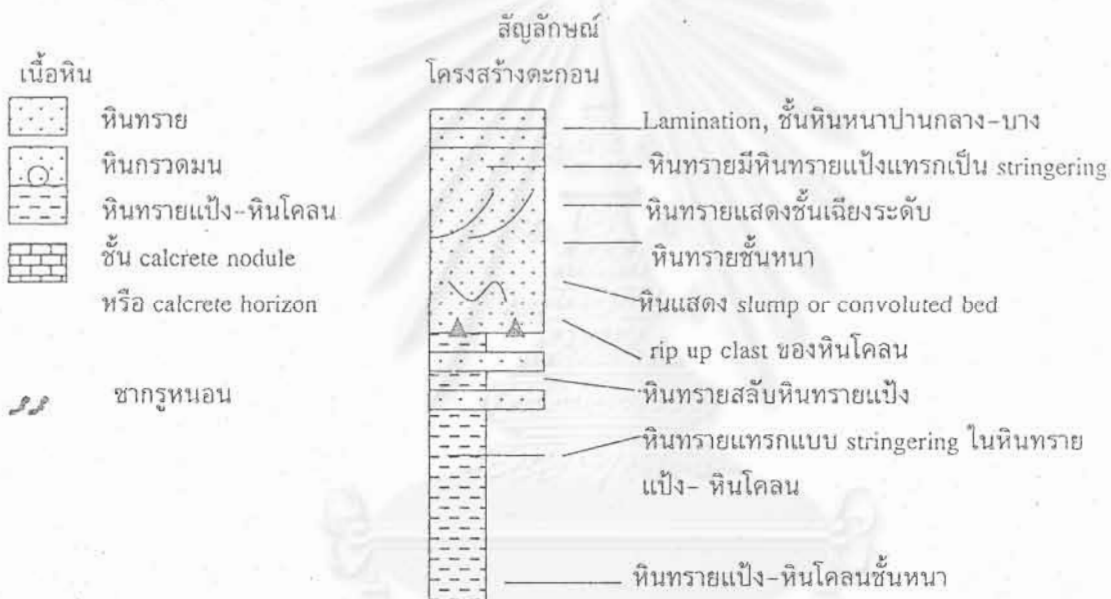 สัญลักษณ์
เนื้อหิน
หินทราย
หินกรวดมน
หินทรายแป้ง-หินโคลน
ชั้น calcrete nodule
หรือ calcrete horizon
ซากรูหนอน
โครงสร้างตะกอน
Lamination, ชั้นหินหนาปานกลาง-บาง
หินทรายมีหินทรายแป้งแทรกเป็น stringering
หินทรายแสดงชั้นเฉียงระดับ
หินทรายชั้นหนา
หินแสดง slump or convoluted bed
rip up clast ของหินโคลน
หินทรายสลับหินทรายแป้ง
หินทรายแทรกแบบ stringering ในหินทราย
แป้ง- หินโคลน
หินทรายแป้ง-หินโคลนชั้นหนา